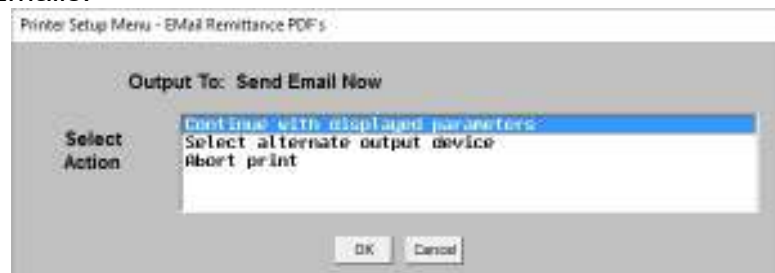 Printer Setup Menu - EMail Remittance PDF's
Output To: Send Email Now
Select
Action
Continue with displayed parameters
Select alternate output device
Abort print
OK Cancel